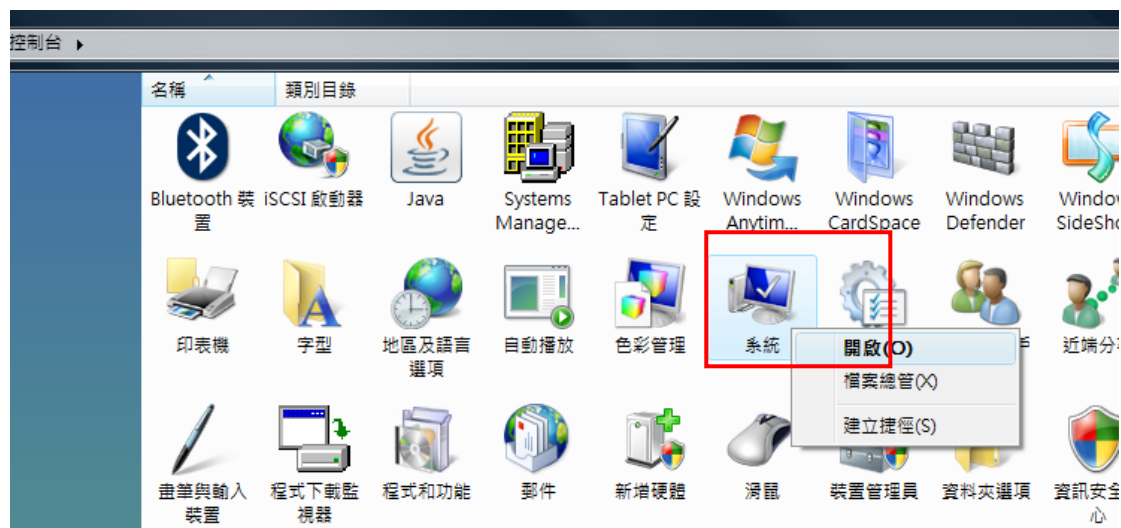 控制台
名稱 類別目錄
Bluetooth 裝
置
iSCSI 啟動器
Java
Systems
Manage...
Tablet PC 設
定
Windows
Anytim...
Windows
CardSpace
Windows
Defender
Window
SideSho
印表機
字型
地區及語言
選項
自動播放
色彩管理
系統
近端分享
開啟(O)
檔案總管(X)
建立捷徑(S)
畫筆與輸入
裝置
程式下載監
視器
程式和功能
郵件
新增硬體
滑鼠
裝置管理員
資料夾選項
資訊安全
心